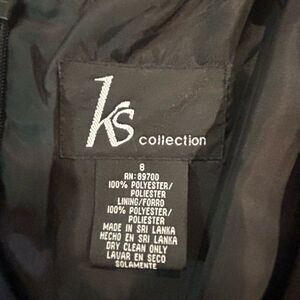 ks collection
8
RN: 89700
100% POLYESTER/
POLIESTER
LINING/FORRO
100% POLYESTER/
POLIESTER
MADE IN SRI LANKA
HECHO EN SRI LANKA
DRY CLEAN ONLY
LAVAR EN SECO
SOLAMENTE